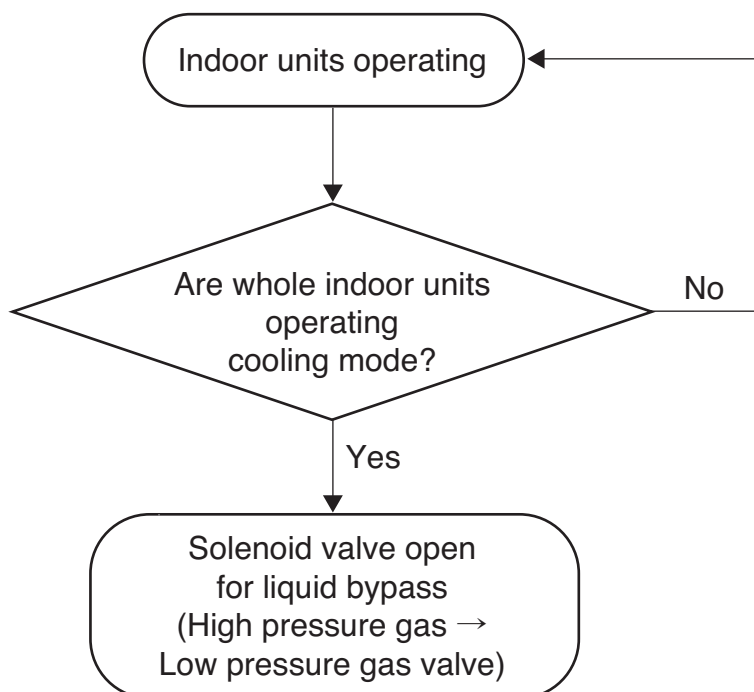 Indoor units operating
Are whole indoor units
operating
cooling mode?
No
Yes
Solenoid valve open
for liquid bypass
(High pressure gas →
Low pressure gas valve)